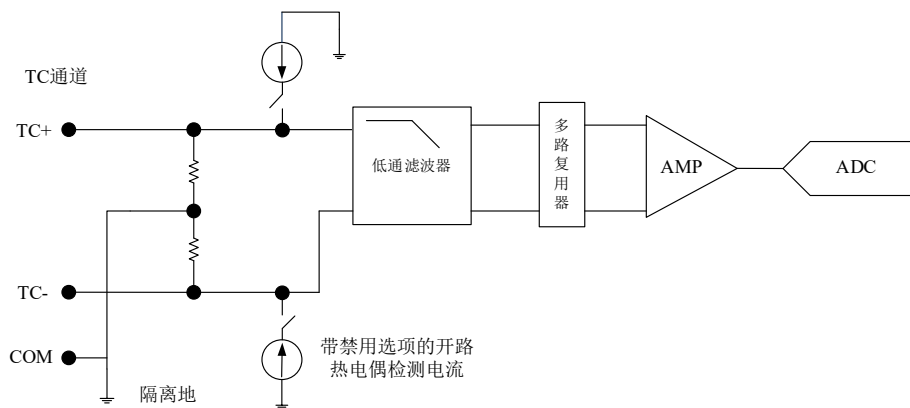 TC通道
TC+
低通滤波器
多路复用器
AMP
ADC
TC-
COM
隔离地
带禁用选项的开路
热电偶检测电流